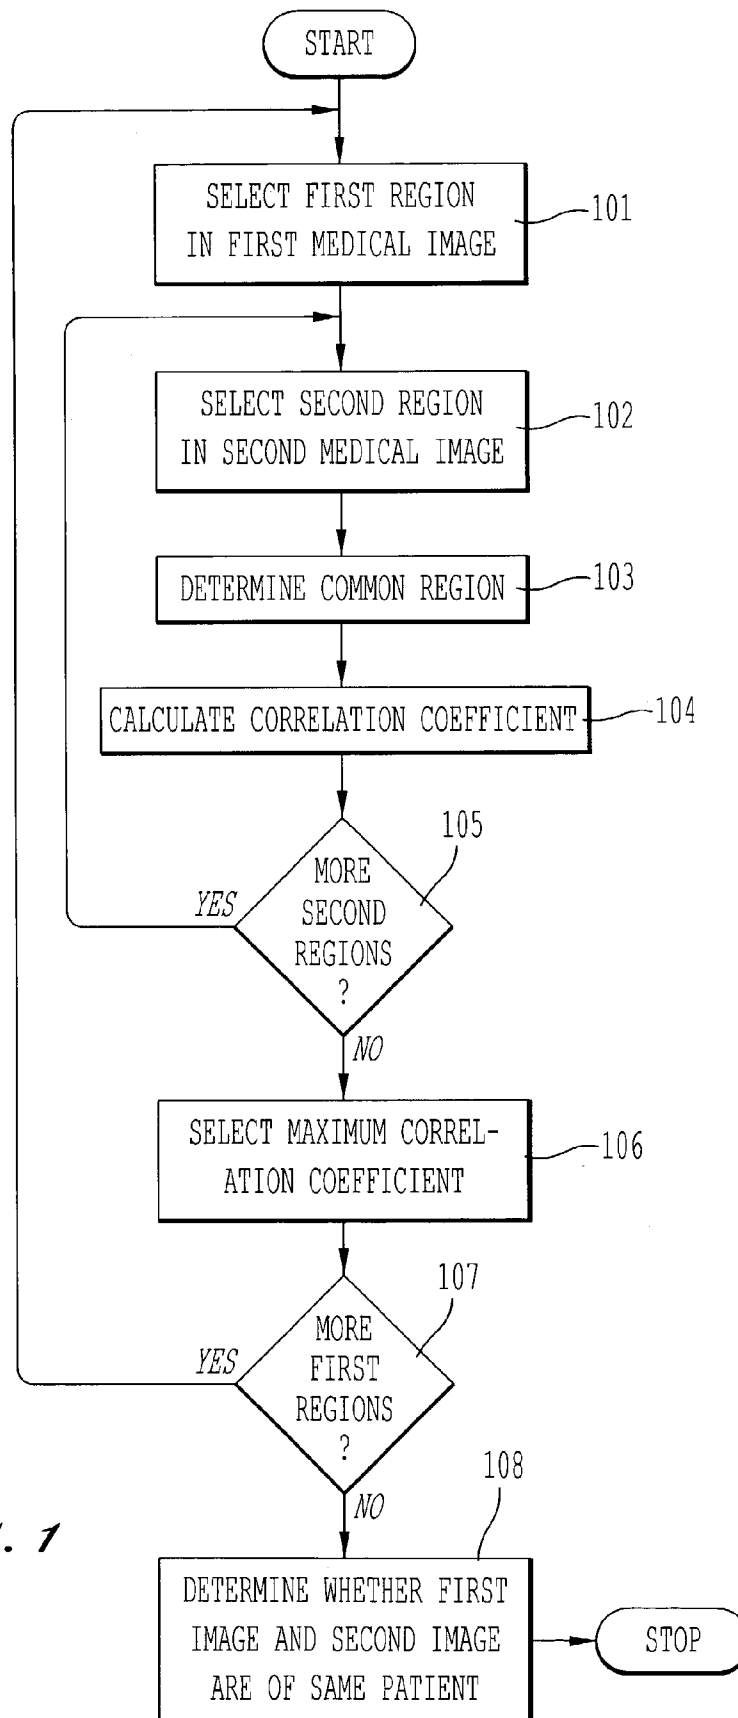 START
SELECT FIRST REGION
IN FIRST MEDICAL IMAGE
101
SELECT SECOND REGION
IN SECOND MEDICAL IMAGE
102
DETERMINE COMMON REGION
103
CALCULATE CORRELATION COEFFICIENT
104
105
MORE
SECOND
REGIONS
?
YES
NO
SELECT MAXIMUM CORREL-
ATION COEFFICIENT
106
107
MORE
FIRST
REGIONS
?
YES
NO
108
. 1
DETERMINE WHETHER FIRST
IMAGE AND SECOND IMAGE
ARE OF SAME PATIENT
STOP